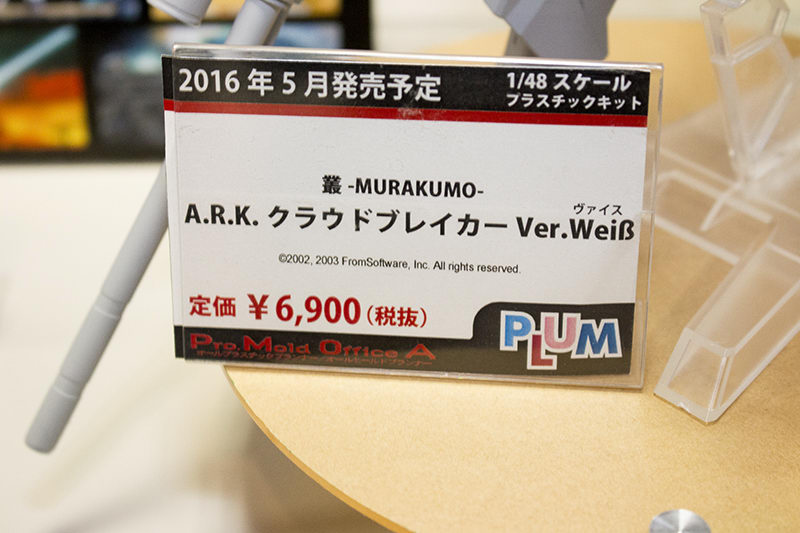 2016年5月発売予定
1/48 スケール
プラスチックキット
叢 -MURAKUMO-
ヴァイス
A.R.K. クラウドブレイカー Ver.Weiß
©2002, 2003 FromSoftware, Inc. All rights reserved.
定価 ¥6,900(税抜)
PLUM
Pro.Mold Office A